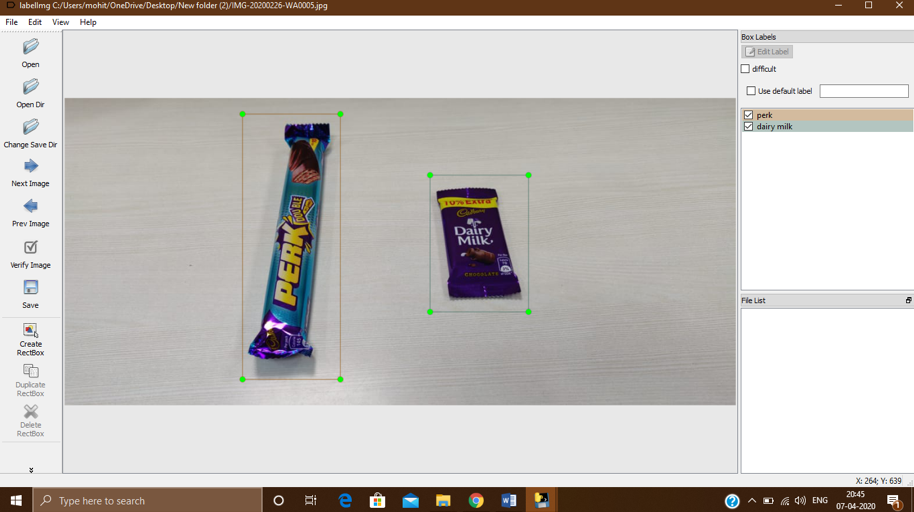 labelImg C:/Users/mohit/OneDrive/Desktop/New folder (2)/IMG-20200226-WA0005.jpg
File Edit View Help
Open
Open Dir
Change Save Dir
Next Image
Prev Image
Verify Image
Save
Create
RectBox
Duplicate
RectBox
Delete
RectBox
PERK
DOUBLE
10% EXTRA
Cadbury
Dairy
Milk
CHOCOLATE
Box Labels
Edit Label
difficult
Use default label
perk
dairy milk
File List
X: 264; Y: 639
Type here to search
ENG
20:45
07-04-2020
1